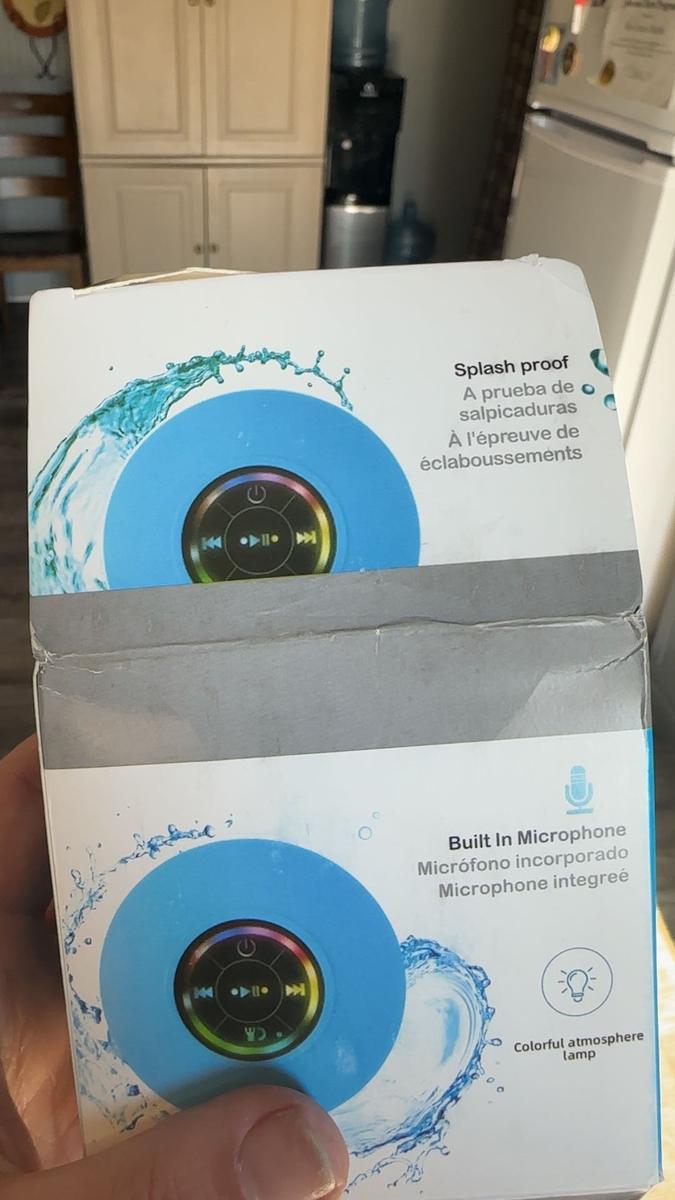 Splash proof
A prueba de
salpicaduras
À l'épreuve de
éclaboussements
Built In Microphone
Micrófono incorporado
Microphone integreé
Colorful atmosphere
lamp